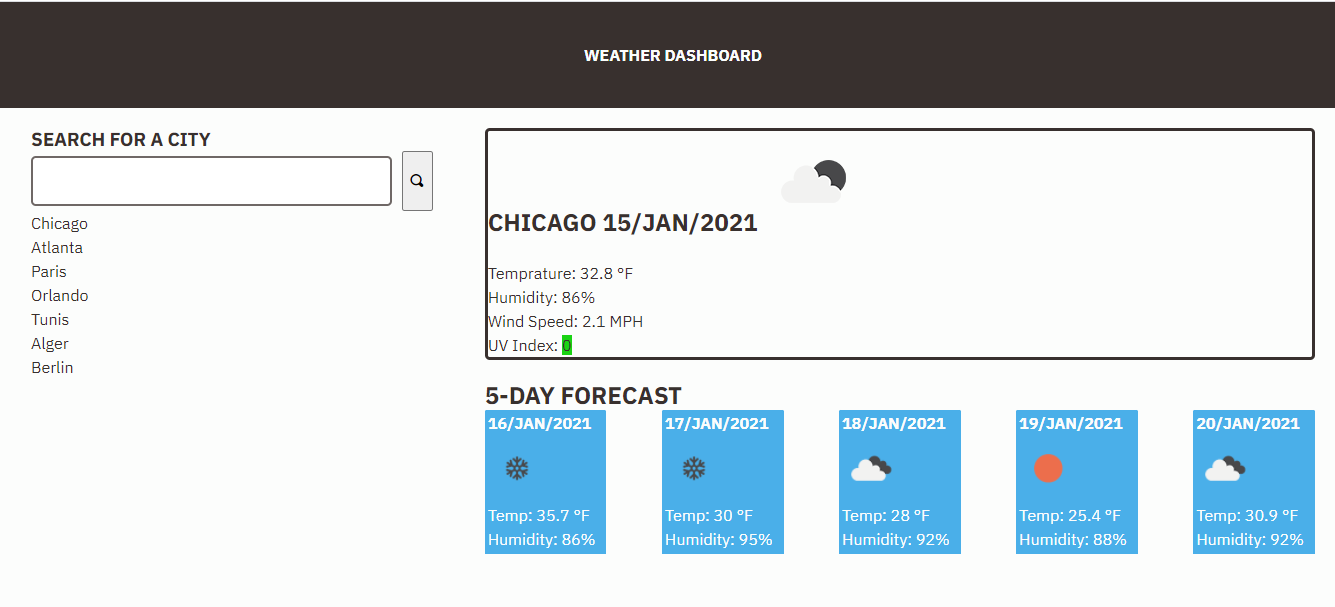 WEATHER DASHBOARD
SEARCH FOR A CITY
Chicago
Atlanta
Paris
Orlando
Tunis
Alger
Berlin
CHICAGO 15/JAN/2021
Temprature: 32.8 °F
Humidity: 86%
Wind Speed: 2.1 MPH
UV Index: 0
5-DAY FORECAST
16/JAN/2021
Temp: 35.7 °F
Humidity: 86%
17/JAN/2021
Temp: 30 °F
Humidity: 95%
18/JAN/2021
Temp: 28 °F
Humidity: 92%
19/JAN/2021
Temp: 25.4 °F
Humidity: 88%
20/JAN/2021
Temp: 30.9 °F
Humidity: 92%